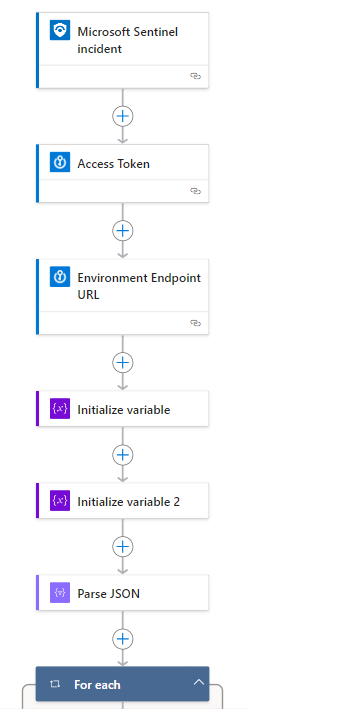 Microsoft Sentinel
incident
Access Token
Environment Endpoint
URL
{x} Initialize variable
{x} Initialize variable 2
Parse JSON
For each